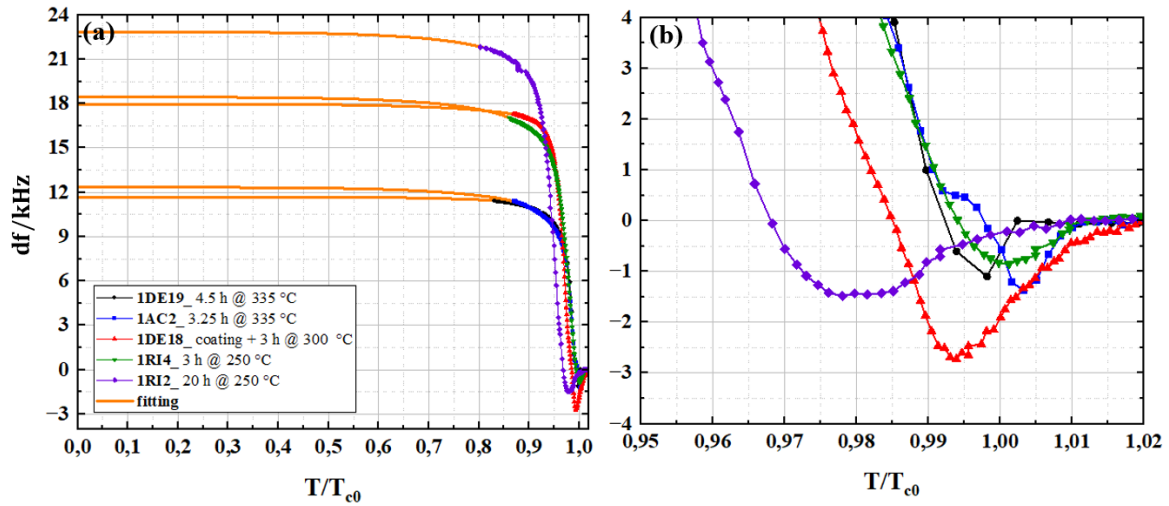 (a)
24
21
18
15
12
9
6
3
0
−3
df/kHz
1DE19_ 4.5 h @ 335 °C
1AC2_ 3.25 h @ 335 °C
1DE18_ coating + 3 h @ 300 °C
1RI4_ 3 h @ 250 °C
1RI2_ 20 h @ 250 °C
fitting
0,0 0,1 0,2 0,3 0,4 0,5 0,6 0,7 0,8 0,9 1,0
T/Tc0
(b)
4
3
2
1
0
−1
−2
−3
−4
0,95 0,96 0,97 0,98 0,99 1,00 1,01 1,02
T/Tc0